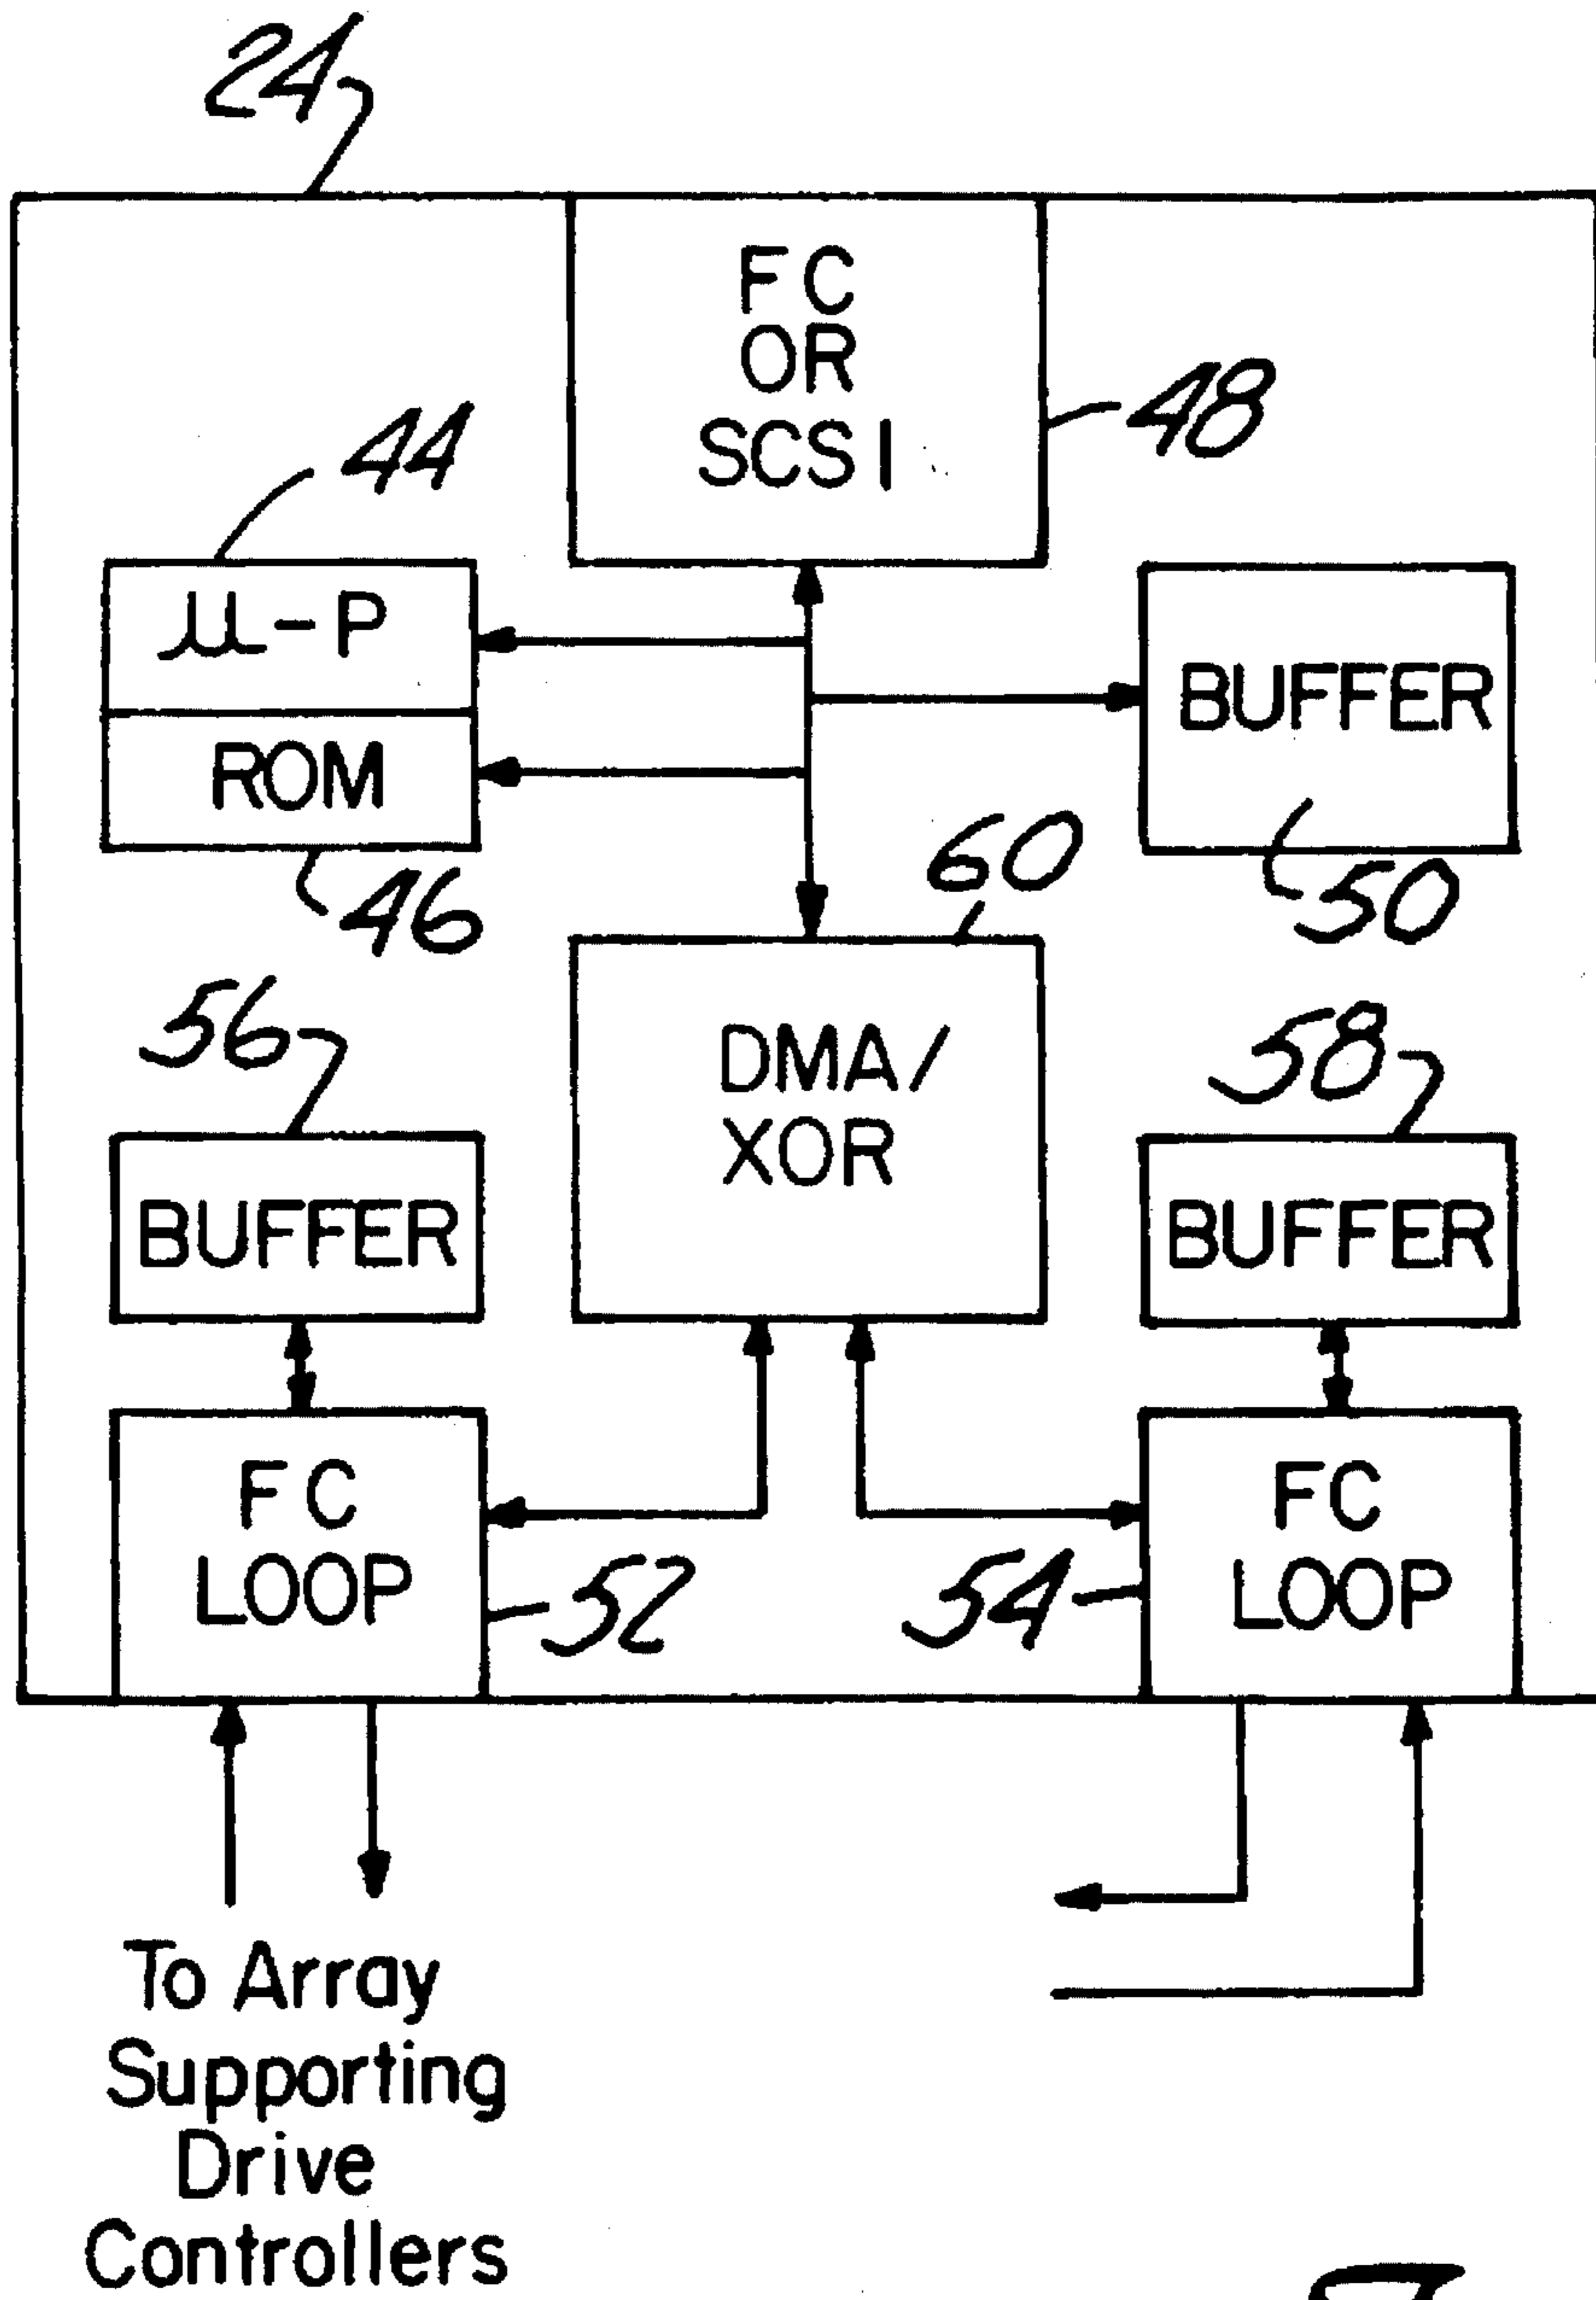 24
FC
OR
SCSI
48
44
μ-P
ROM
46
BUFFER
50
60
DMA/
XOR
56
BUFFER
58
BUFFER
FC
LOOP
52
54
FC
LOOP
To Array
Supporting
Drive
Controllers